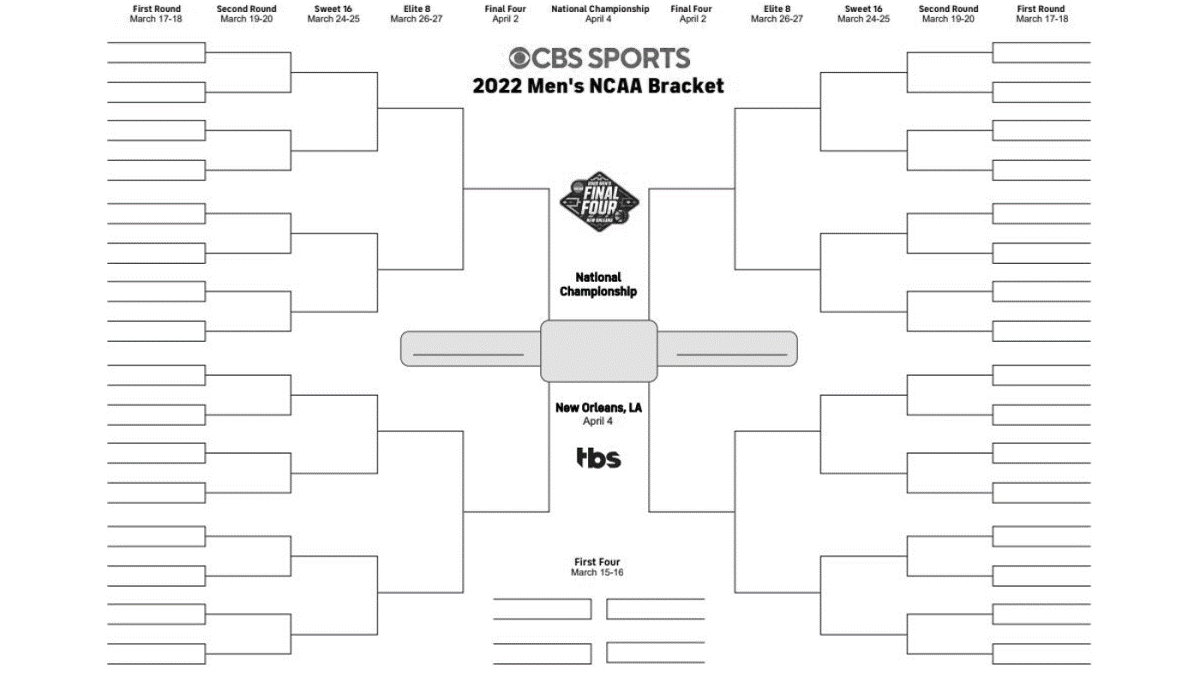 First Round
March 17-18
Second Round
March 19-20
Sweet 16
March 24-25
Elite 8
March 26-27
Final Four
April 2
National Championship
April 4
Final Four
April 2
Elite 8
March 26-27
Sweet 16
March 24-25
Second Round
March 19-20
First Round
March 17-18
CBS SPORTS
2022 Men's NCAA Bracket
FINAL
FOUR
NEW ORLEANS
National
Championship
New Orleans, LA
April 4
tbs
First Four
March 15-16